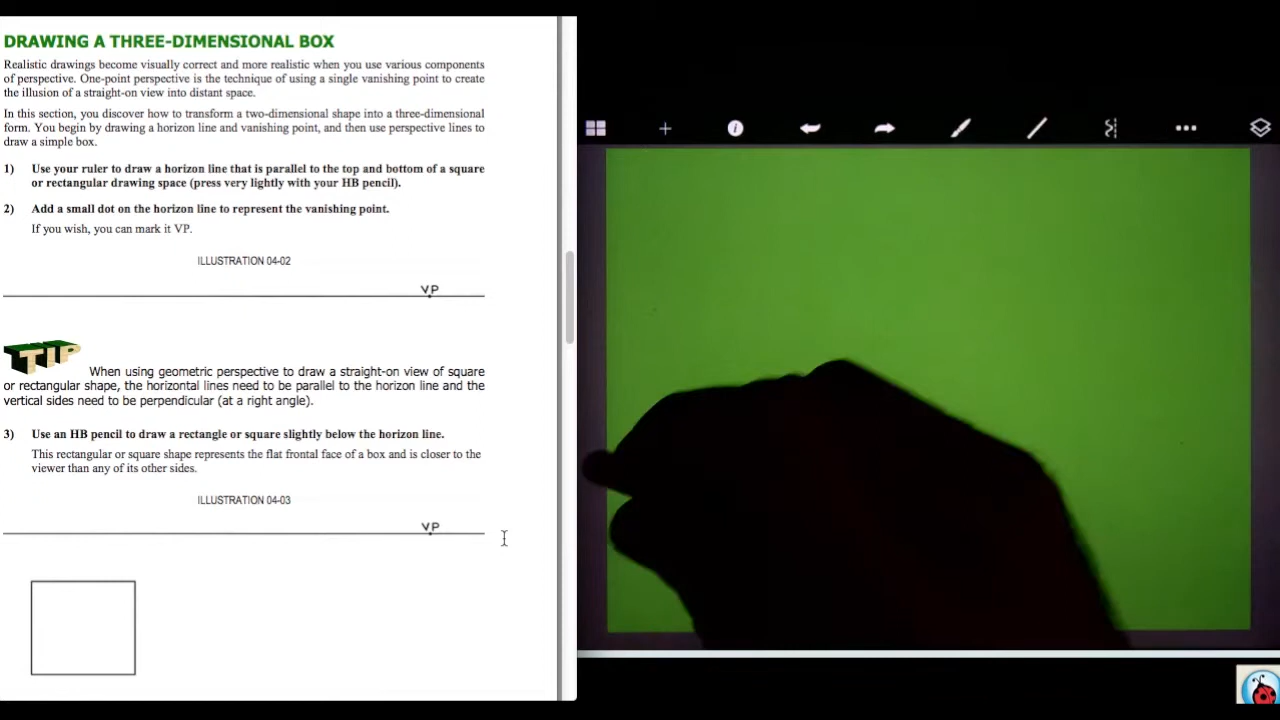 DRAWING A THREE-DIMENSIONAL BOX
Realistic drawings become visually correct and more realistic when you use various components
of perspective. One-point perspective is the technique of using a single vanishing point to create
the illusion of a straight-on view into distant space.
In this section, you discover how to transform a two-dimensional shape into a three-dimensional
form. You begin by drawing a horizon line and vanishing point, and then use perspective lines to
draw a simple box.
1) Use your ruler to draw a horizon line that is parallel to the top and bottom of a square
or rectangular drawing space (press very lightly with your HB pencil).
2) Add a small dot on the horizon line to represent the vanishing point.
If you wish, you can mark it VP.
ILLUSTRATION 04-02
VP
TIP When using geometric perspective to draw a straight-on view of square
or rectangular shape, the horizontal lines need to be parallel to the horizon line and the
vertical sides need to be perpendicular (at a right angle).
3) Use an HB pencil to draw a rectangle or square slightly below the horizon line.
This rectangular or square shape represents the flat frontal face of a box and is closer to the
viewer than any of its other sides.
ILLUSTRATION 04-03
VP